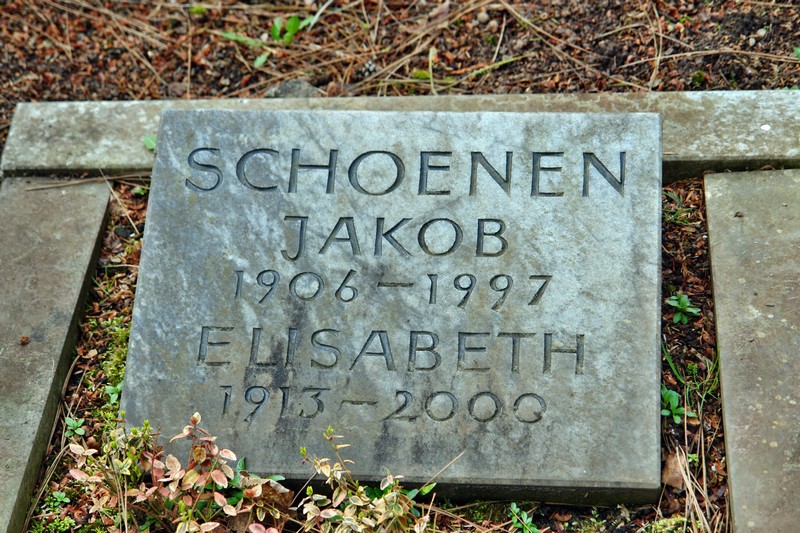 SCHOENEN
JAKOB
1906 – 1997
ELISABETH
1913 – 2000